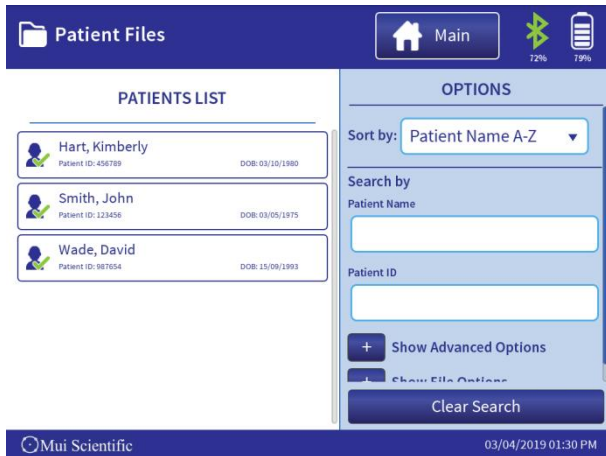 Patient Files
Main
72%
79%
PATIENTS LIST
Hart, Kimberly
Patient ID: 456789
DOB: 03/10/1980
Smith, John
Patient ID: 123456
DOB: 03/05/1975
Wade, David
Patient ID: 987654
DOB: 15/09/1993
OPTIONS
Sort by: Patient Name A-Z
Search by
Patient Name
Patient ID
+ Show Advanced Options
+ Show File Options
Clear Search
Mui Scientific
03/04/2019 01:30 PM